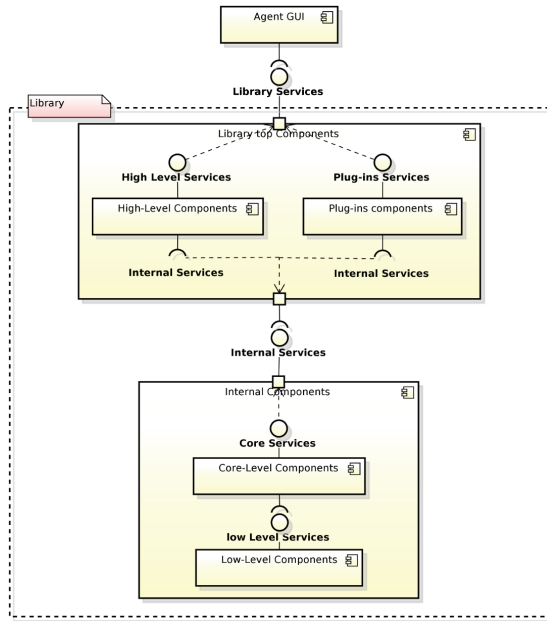 Agent GUI
Library Services
Library
Library top Components
High Level Services
Plug-ins Services
High-Level Components
Plug-ins components
Internal Services
Internal Services
Internal Services
Internal Components
Core Services
Core-Level Components
low Level Services
Low-Level Components